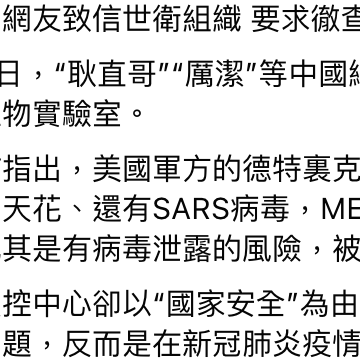 網友致信世衛組織 要求徹查
日，“耿直哥”“厲潔”等中國網
物實驗室。
指出，美國軍方的德特裏克
天花、還有SARS病毒，ME
其是有病毒泄露的風險，被
控中心卻以“國家安全”為由
題，反而是在新冠肺炎疫情